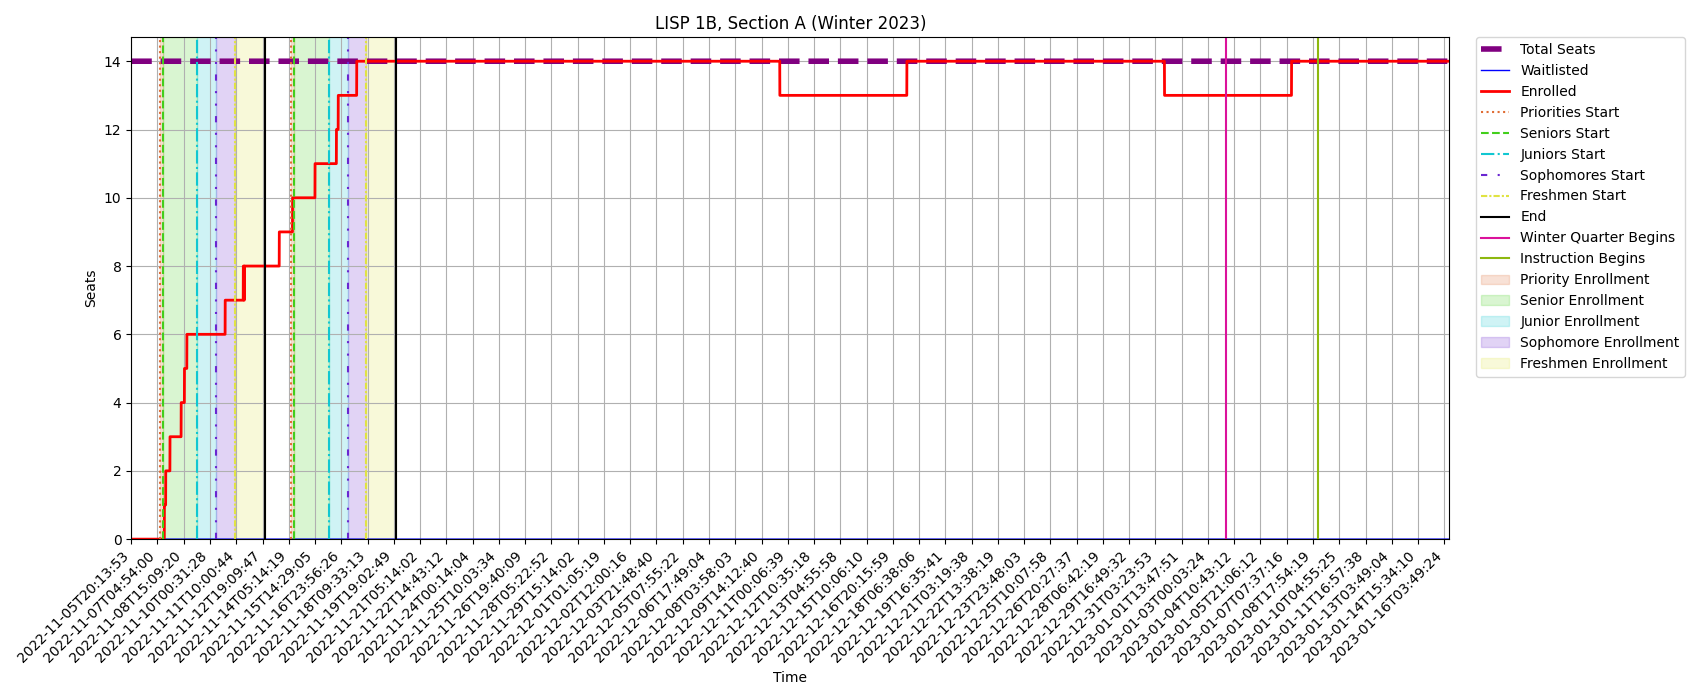 LISP 1B, Section A (Winter 2023)
14
12
10
8
6
4
2
0
Seats
2022-11-05T20:13:53
2022-11-07T04:54:00
2022-11-08T15:09:20
2022-11-10T00:31:28
2022-11-11T10:00:44
2022-11-12T19:09:47
2022-11-14T05:14:19
2022-11-15T14:29:05
2022-11-16T23:56:26
2022-11-18T09:33:13
2022-11-19T19:02:49
2022-11-21T05:14:02
2022-11-22T14:43:12
2022-11-24T00:14:04
2022-11-25T10:03:34
2022-11-26T19:40:09
2022-11-28T05:22:52
2022-11-29T15:14:02
2022-12-01T01:05:19
2022-12-02T12:00:16
2022-12-03T21:48:40
2022-12-05T07:55:22
2022-12-06T17:49:04
2022-12-08T03:58:03
2022-12-09T14:12:40
2022-12-11T00:06:39
2022-12-12T10:35:18
2022-12-13T04:55:58
2022-12-15T10:06:10
2022-12-16T20:15:59
2022-12-18T06:38:06
2022-12-19T16:35:41
2022-12-21T03:19:38
2022-12-22T13:38:19
2022-12-23T23:48:03
2022-12-25T10:07:58
2022-12-26T20:27:37
2022-12-28T06:42:19
2022-12-29T16:49:32
2022-12-31T03:23:53
2023-01-01T13:47:51
2023-01-03T00:03:24
2023-01-04T10:43:12
2023-01-05T21:06:12
2023-01-07T07:37:16
2023-01-08T17:54:19
2023-01-10T04:55:25
2023-01-11T16:57:38
2023-01-13T03:49:04
2023-01-14T15:34:10
2023-01-16T03:49:24
Time
Total Seats
Waitlisted
Enrolled
Priorities Start
Seniors Start
Juniors Start
Sophomores Start
Freshmen Start
End
Winter Quarter Begins
Instruction Begins
Priority Enrollment
Senior Enrollment
Junior Enrollment
Sophomore Enrollment
Freshmen Enrollment